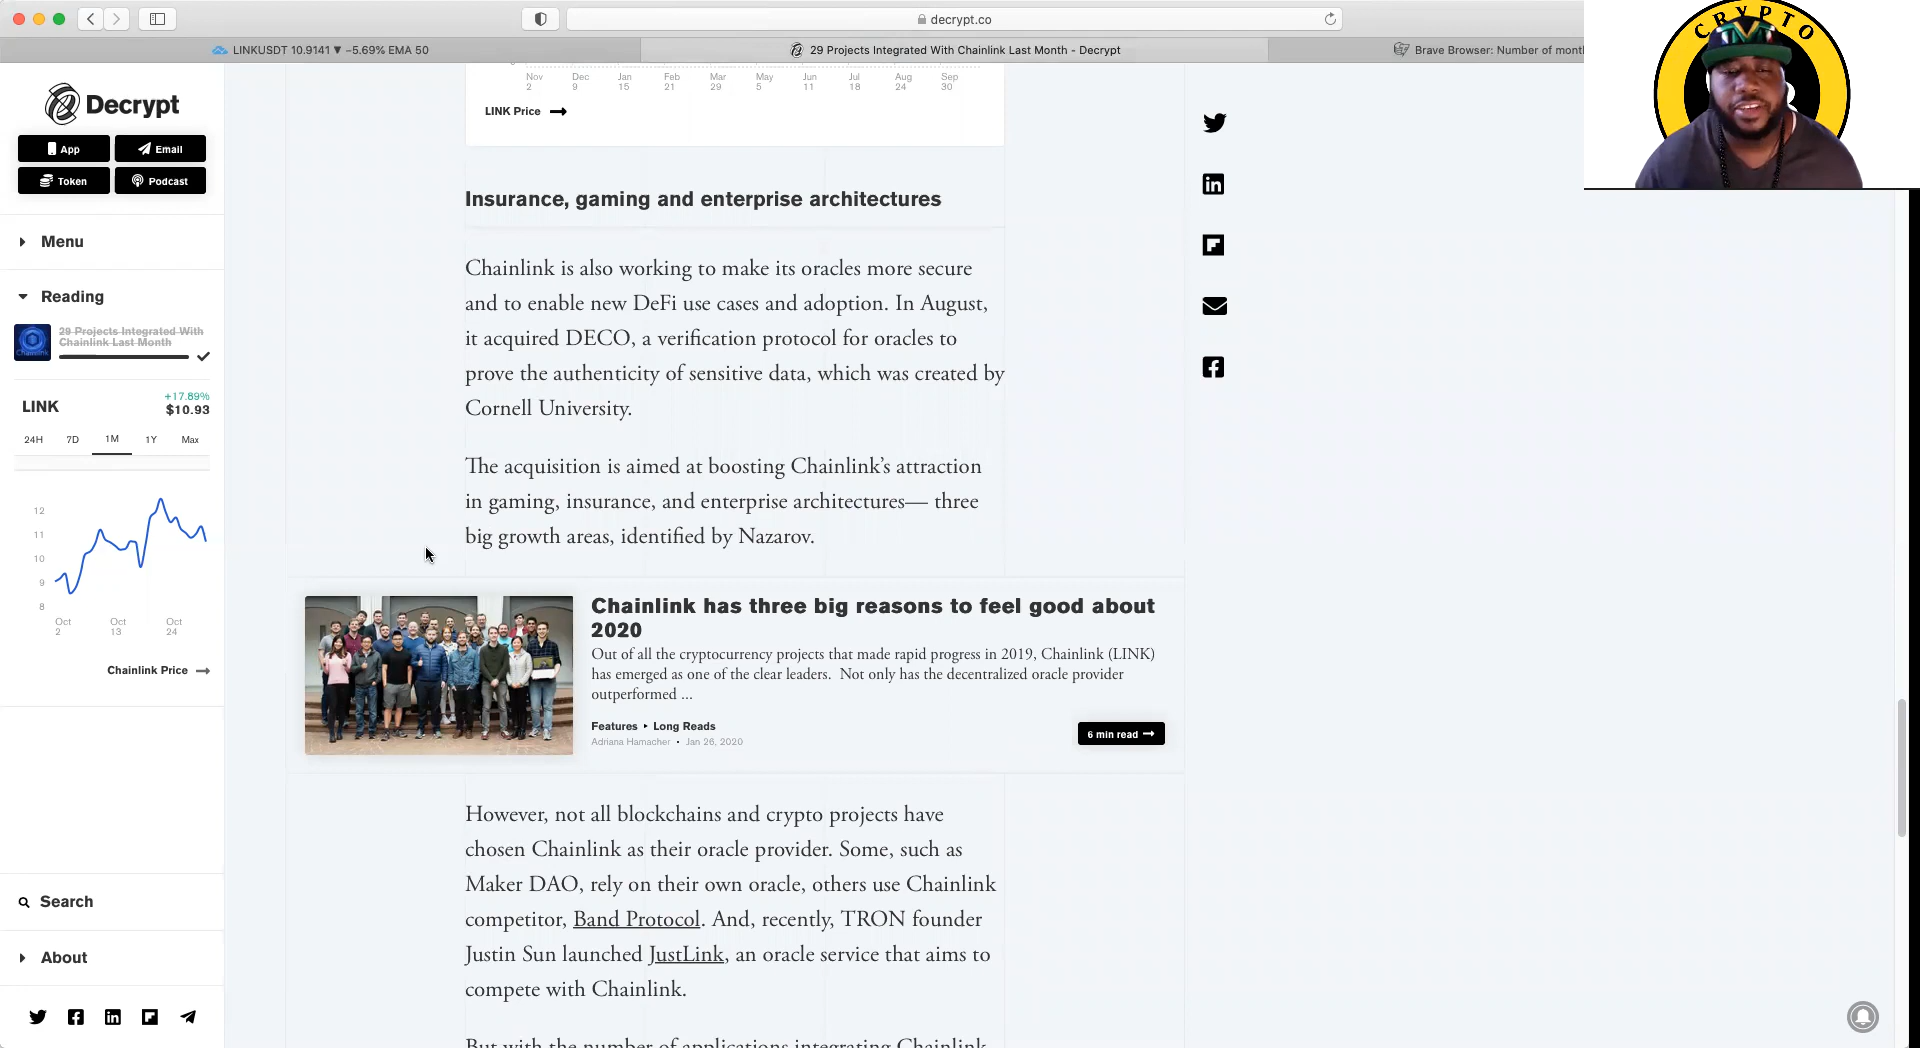 decrypt.co
LINKUSDT 10.9141 ▼ −5.69% EMA 50
29 Projects Integrated With Chainlink Last Month - Decrypt
Brave Browser: Number of mont
CRYPTO
Decrypt
App
Email
Token
Podcast
Menu
Reading
29 Projects Integrated With
Chainlink Last Month
LINK
+17.89%
$10.93
24H 7D 1M 1Y Max
12
11
10
9
8
Oct
2
Oct
13
Oct
24
Chainlink Price →
Search
About
Nov
2
Dec
9
Jan
15
Feb
21
Mar
29
May
5
Jun
11
Jul
18
Aug
24
Sep
30
LINK Price →
Insurance, gaming and enterprise architectures
Chainlink is also working to make its oracles more secure
and to enable new DeFi use cases and adoption. In August,
it acquired DECO, a verification protocol for oracles to
prove the authenticity of sensitive data, which was created by
Cornell University.
The acquisition is aimed at boosting Chainlink’s attraction
in gaming, insurance, and enterprise architectures— three
big growth areas, identified by Nazarov.
Chainlink has three big reasons to feel good about
2020
Out of all the cryptocurrency projects that made rapid progress in 2019, Chainlink (LINK)
has emerged as one of the clear leaders. Not only has the decentralized oracle provider
outperformed ...
Features ‣ Long Reads
Adriana Hamacher • Jan 26, 2020
6 min read →
However, not all blockchains and crypto projects have
chosen Chainlink as their oracle provider. Some, such as
Maker DAO, rely on their own oracle, others use Chainlink
competitor, Band Protocol. And, recently, TRON founder
Justin Sun launched JustLink, an oracle service that aims to
compete with Chainlink.
But with the number of applications integrating Chainlink